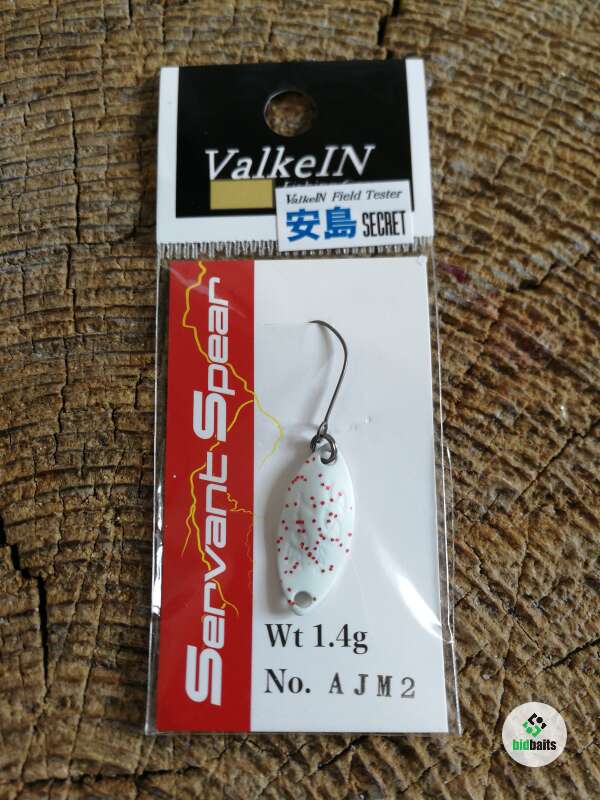 ValkeIN
ValkeIN Field Tester
安島 SECRET
Servant Spear
Wt 1.4g
No. AJM2
bidbaits